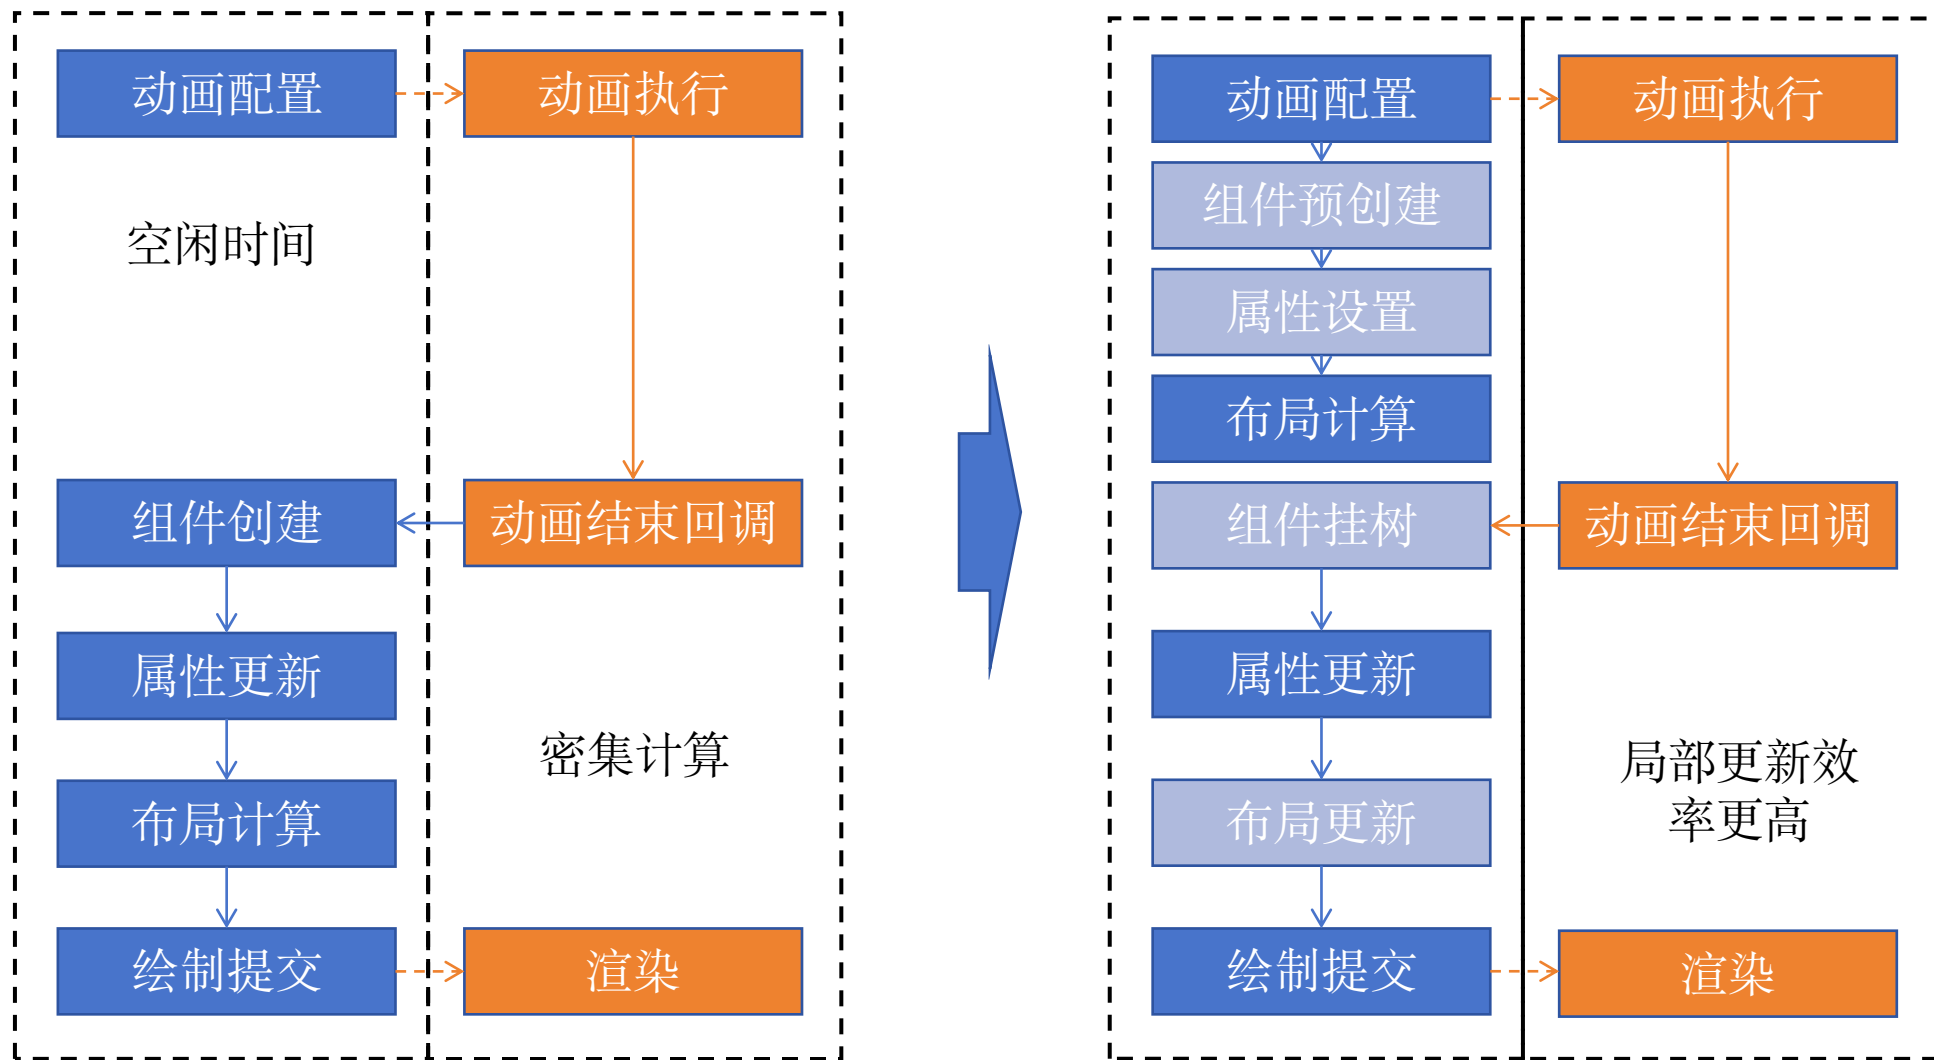 动画配置
动画执行
空闲时间
组件创建
动画结束回调
属性更新
密集计算
布局计算
绘制提交
渲染
动画配置
动画执行
组件预创建
属性设置
布局计算
组件挂树
动画结束回调
属性更新
局部更新效
率更高
布局更新
绘制提交
渲染